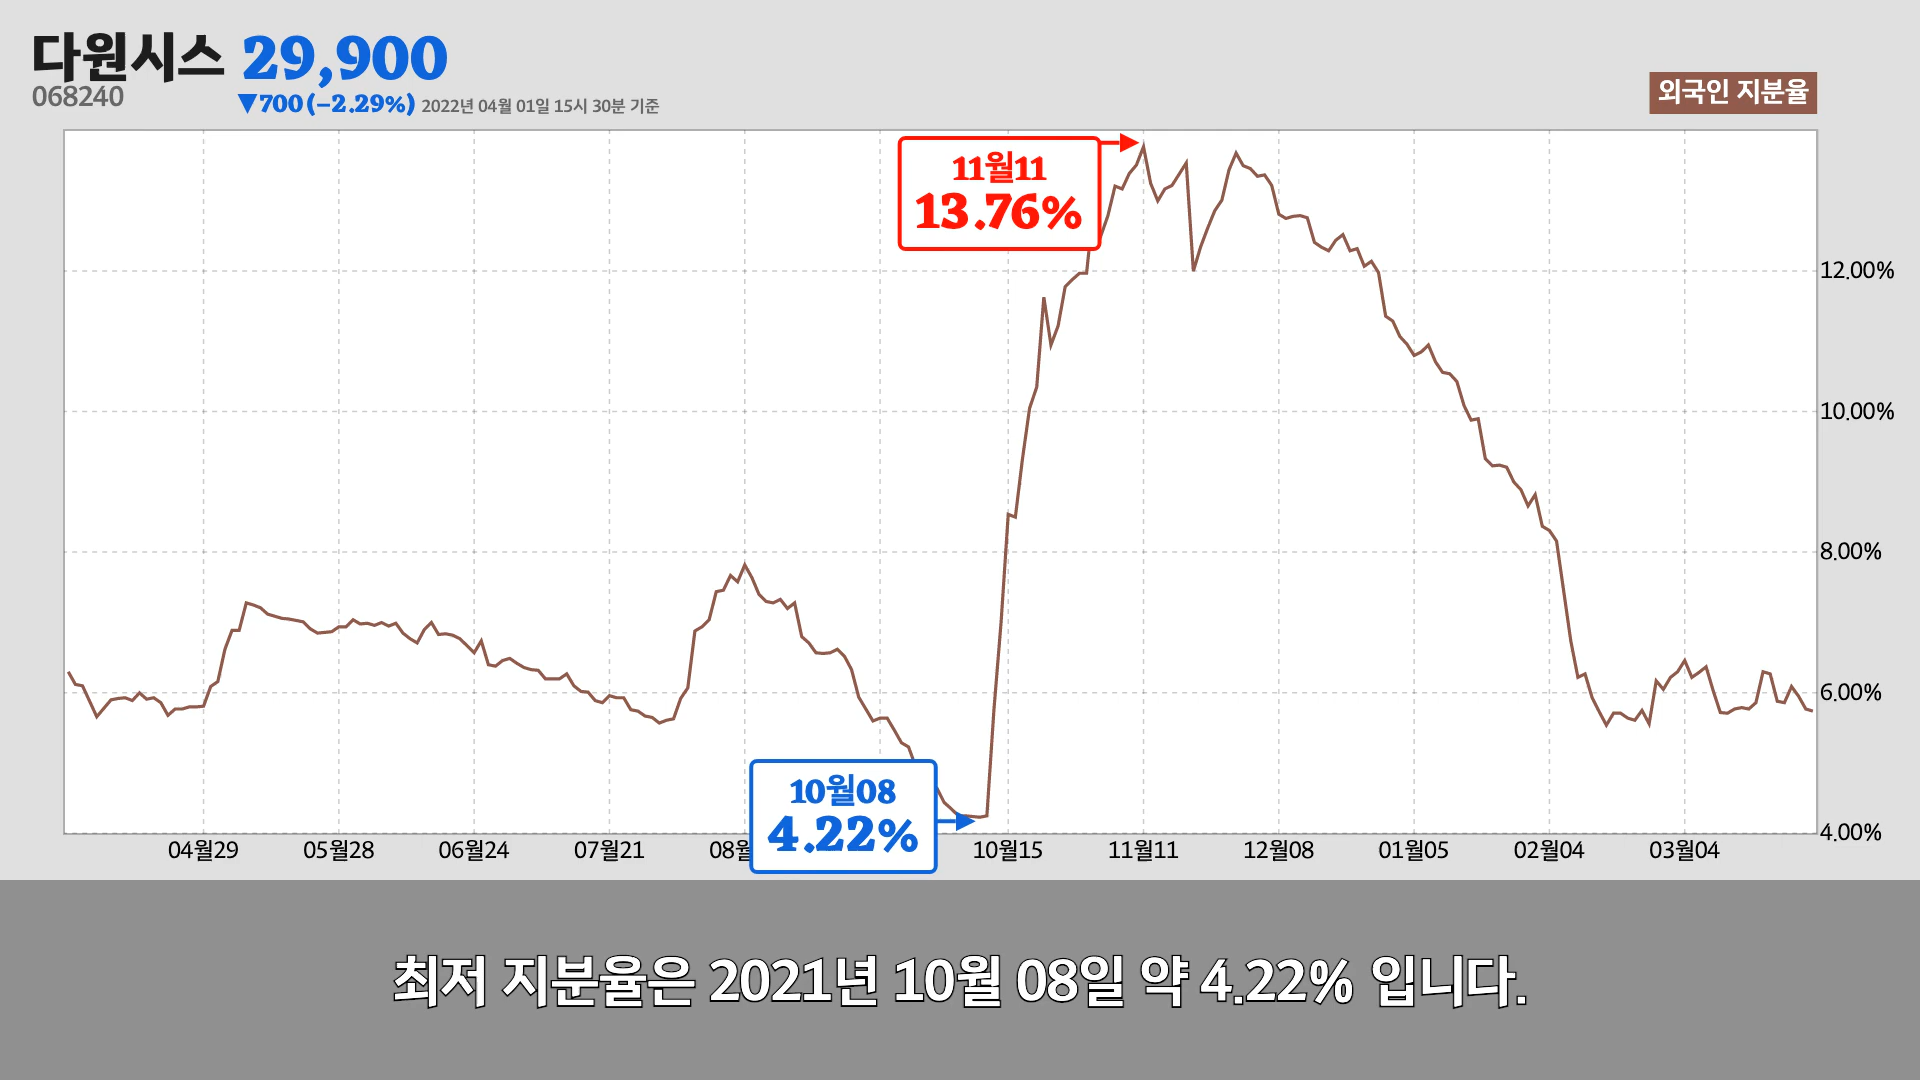 다원시스 29,900
068240 ▼700(-2.29%) 2022년 04월 01일 15시 30분 기준
외국인 지분율
11월11
13.76%
12.00%
10.00%
8.00%
6.00%
4.00%
10월08
4.22%
04월29 05월28 06월24 07월21 10월15 11월11 12월08 01월05 02월04 03월04
최저 지분율은 2021년 10월 08일 약 4.22% 입니다.